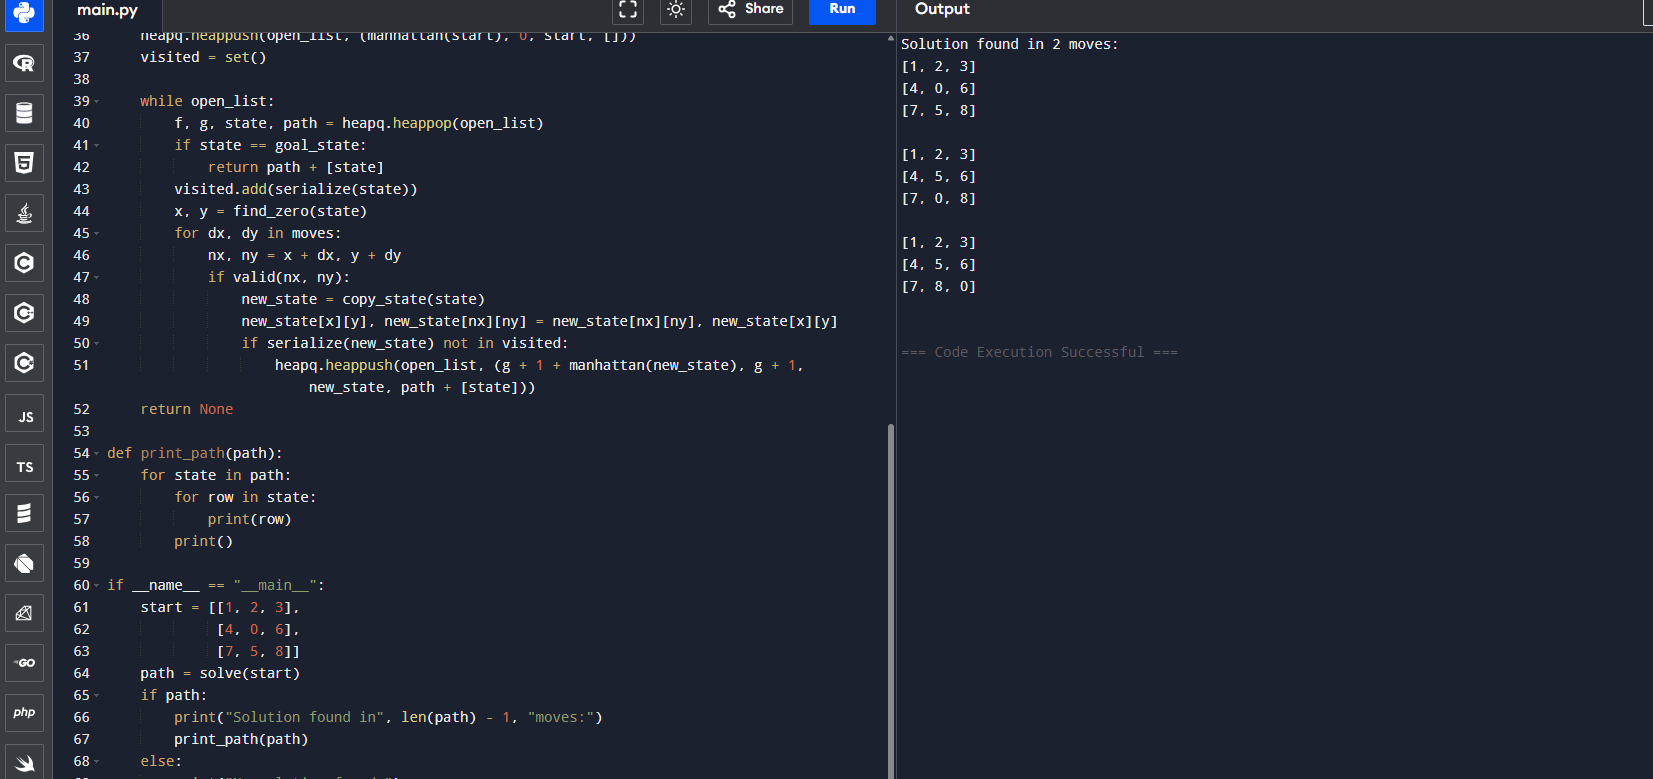 main.py
Share
Run
Output
R
5
C
C
C
JS
TS
GO
php
36 heapq.heappush(open_list, (manhattan(start), 0, start, []))
37 visited = set()
38
39 while open_list:
40 f, g, state, path = heapq.heappop(open_list)
41 if state == goal_state:
42 return path + [state]
43 visited.add(serialize(state))
44 x, y = find_zero(state)
45 for dx, dy in moves:
46 nx, ny = x + dx, y + dy
47 if valid(nx, ny):
48 new_state = copy_state(state)
49 new_state[x][y], new_state[nx][ny] = new_state[nx][ny], new_state[x][y]
50 if serialize(new_state) not in visited:
51 heapq.heappush(open_list, (g + 1 + manhattan(new_state), g + 1,
new_state, path + [state]))
52 return None
53
54 def print_path(path):
55 for state in path:
56 for row in state:
57 print(row)
58 print()
59
60 if __name__ == "__main__":
61 start = [[1, 2, 3],
62 [4, 0, 6],
63 [7, 5, 8]]
64 path = solve(start)
65 if path:
66 print("Solution found in", len(path) - 1, "moves:")
67 print_path(path)
68 else:
Solution found in 2 moves:
[1, 2, 3]
[4, 0, 6]
[7, 5, 8]
[1, 2, 3]
[4, 5, 6]
[7, 0, 8]
[1, 2, 3]
[4, 5, 6]
[7, 8, 0]
=== Code Execution Successful ===